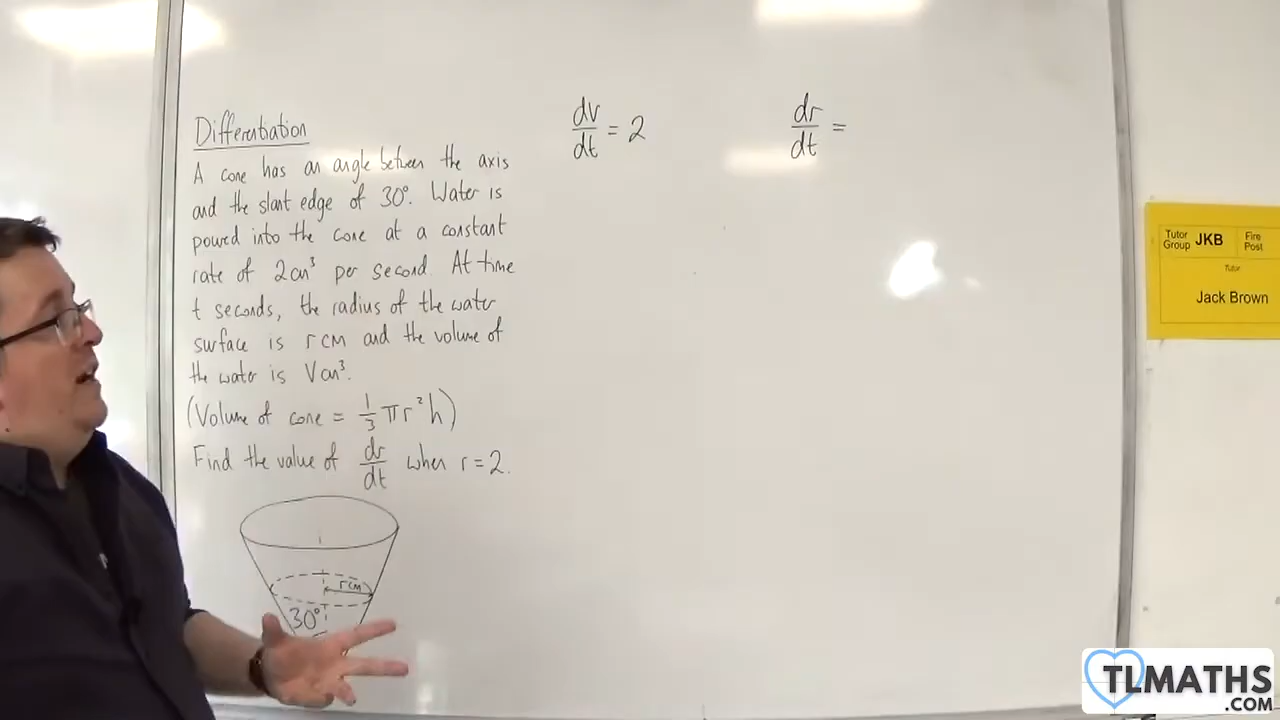 Differentiation
A cone has an angle between the axis
and the slant edge of 30°. Water is
poured into the cone at a constant
rate of 2cm³ per second. At time
t seconds, the radius of the water
surface is r cm and the volume of
the water is V cm³.
(Volume of cone = 1/3 πr²h)
Find the value of dr/dt when r = 2.
r cm
30°
dV/dt = 2
dr/dt =
Tutor Group JKB
Fire Post
Tutor
Jack Brown
TLMATHS
.COM